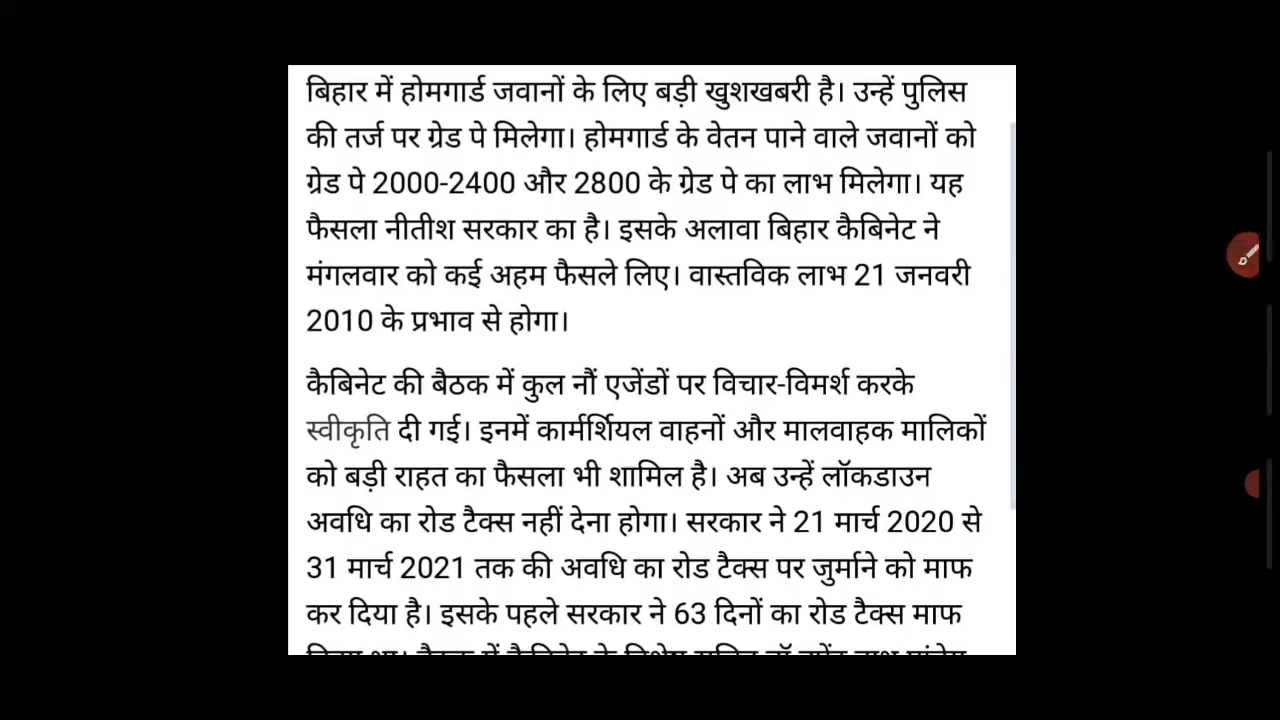 बिहार में होमगार्ड जवानों के लिए बड़ी खुशखबरी है। उन्हें पुलिस
की तर्ज पर ग्रेड पे मिलेगा। होमगार्ड के वेतन पाने वाले जवानों को
ग्रेड पे 2000-2400 और 2800 के ग्रेड पे का लाभ मिलेगा। यह
फैसला नीतीश सरकार का है। इसके अलावा बिहार कैबिनेट ने
मंगलवार को कई अहम फैसले लिए। वास्तविक लाभ 21 जनवरी
2010 के प्रभाव से होगा।
कैबिनेट की बैठक में कुल नौं एजेंडों पर विचार-विमर्श करके
स्वीकृति दी गई। इनमें कार्मर्शियल वाहनों और मालवाहक मालिकों
को बड़ी राहत का फैसला भी शामिल है। अब उन्हें लॉकडाउन
अवधि का रोड टैक्स नहीं देना होगा। सरकार ने 21 मार्च 2020 से
31 मार्च 2021 तक की अवधि का रोड टैक्स पर जुर्माने को माफ
कर दिया है। इसके पहले सरकार ने 63 दिनों का रोड टैक्स माफ